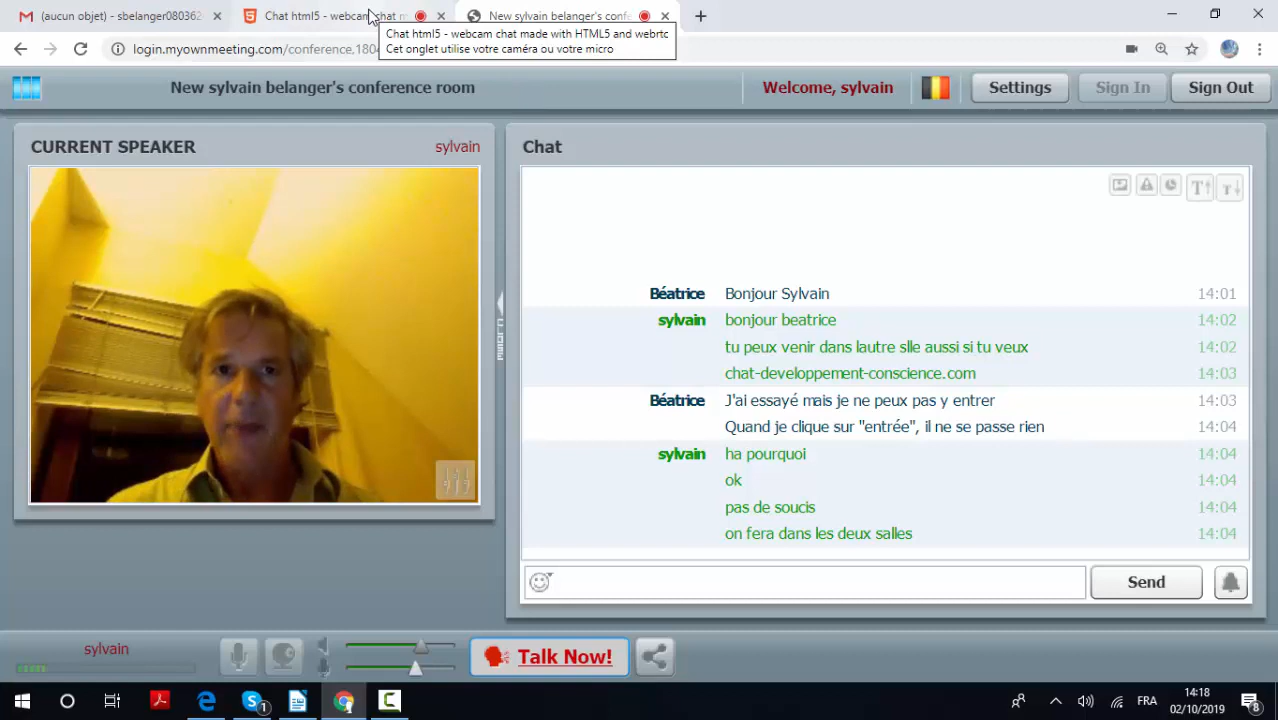 (aucun objet) - sbelanger080362
Chat html5 - webcam chat m
New sylvain belanger's confe
Chat html5 - webcam chat made with HTML5 and webrtc
Cet onglet utilise votre caméra ou votre micro
login.myownmeeting.com/conference,1804
New sylvain belanger's conference room
Welcome, sylvain
Settings
Sign In
Sign Out
CURRENT SPEAKER
sylvain
Chat
Béatrice Bonjour Sylvain 14:01
sylvain bonjour beatrice 14:02
tu peux venir dans lautre slle aussi si tu veux 14:02
chat-developpement-conscience.com 14:03
Béatrice J'ai essayé mais je ne peux pas y entrer 14:03
Quand je clique sur "entrée", il ne se passe rien 14:04
sylvain ha pourquoi 14:04
ok 14:04
pas de soucis 14:04
on fera dans les deux salles 14:04
Send
sylvain
Talk Now!
FRA
14:18
02/10/2019